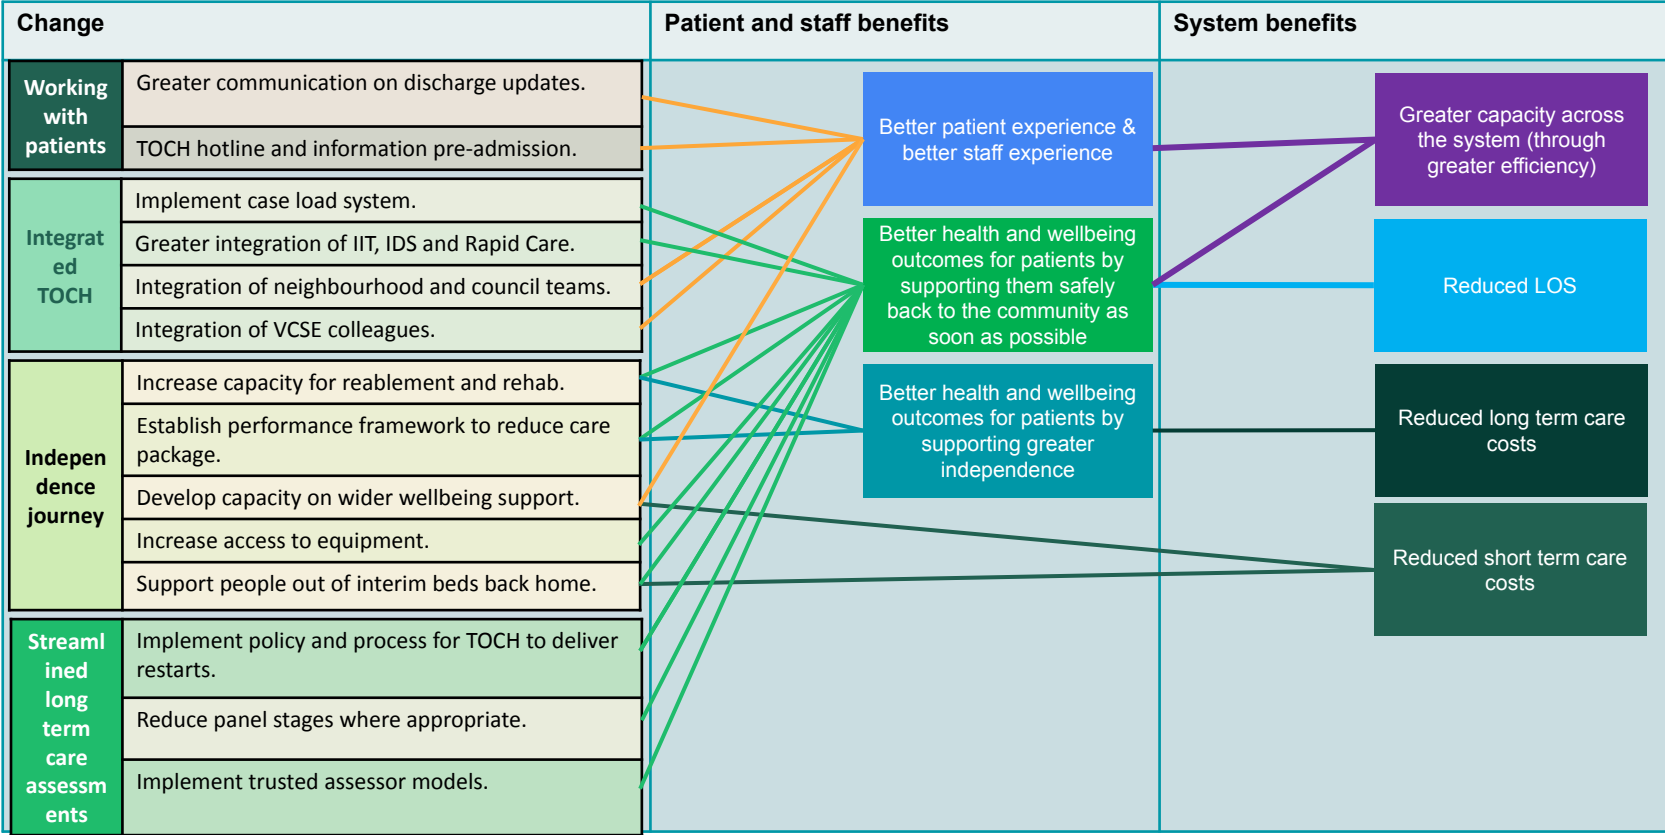 Change
Patient and staff benefits
System benefits
Working
with
patients
Greater communication on discharge updates.
TOCH hotline and information pre-admission.
Integrat
ed
TOCH
Implement case load system.
Greater integration of IIT, IDS and Rapid Care.
Integration of neighbourhood and council teams.
Integration of VCSE colleagues.
Indepen
dence
journey
Increase capacity for reablement and rehab.
Establish performance framework to reduce care
package.
Develop capacity on wider wellbeing support.
Increase access to equipment.
Support people out of interim beds back home.
Streaml
ined
long
term
care
assessm
ents
Implement policy and process for TOCH to deliver
restarts.
Reduce panel stages where appropriate.
Implement trusted assessor models.
Better patient experience &
better staff experience
Better health and wellbeing
outcomes for patients by
supporting them safely
back to the community as
soon as possible
Better health and wellbeing
outcomes for patients by
supporting greater
independence
Greater capacity across
the system (through
greater efficiency)
Reduced LOS
Reduced long term care
costs
Reduced short term care
costs